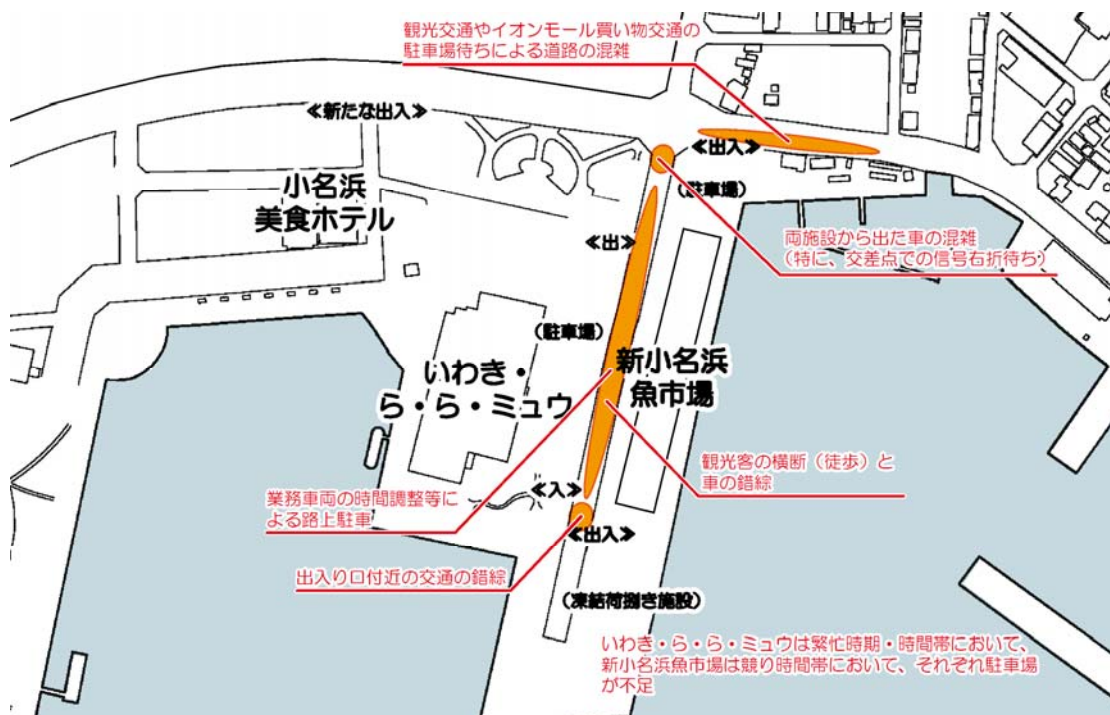 観光交通やイオンモール買い物交通の
駐車場待ちによる道路の混雑
≪新たな出入≫
≪出入≫
小名浜
美食ホテル
(駐車場)
≪出≫
両施設から出た車の混雑
(特に、交差点での信号右折待ち)
(駐車場)
いわき・
ら・ら・ミュウ
新小名浜
魚市場
観光客の横断(徒歩)と
車の錯綜
業務車両の時間調整等に
よる路上駐車
≪入≫
≪出入≫
出入り口付近の交通の錯綜
(凍結荷捌き施設)
いわき・ら・ら・ミュウは繁忙時期・時間帯において、
新小名浜魚市場は競り時間帯において、それぞれ駐車場
が不足